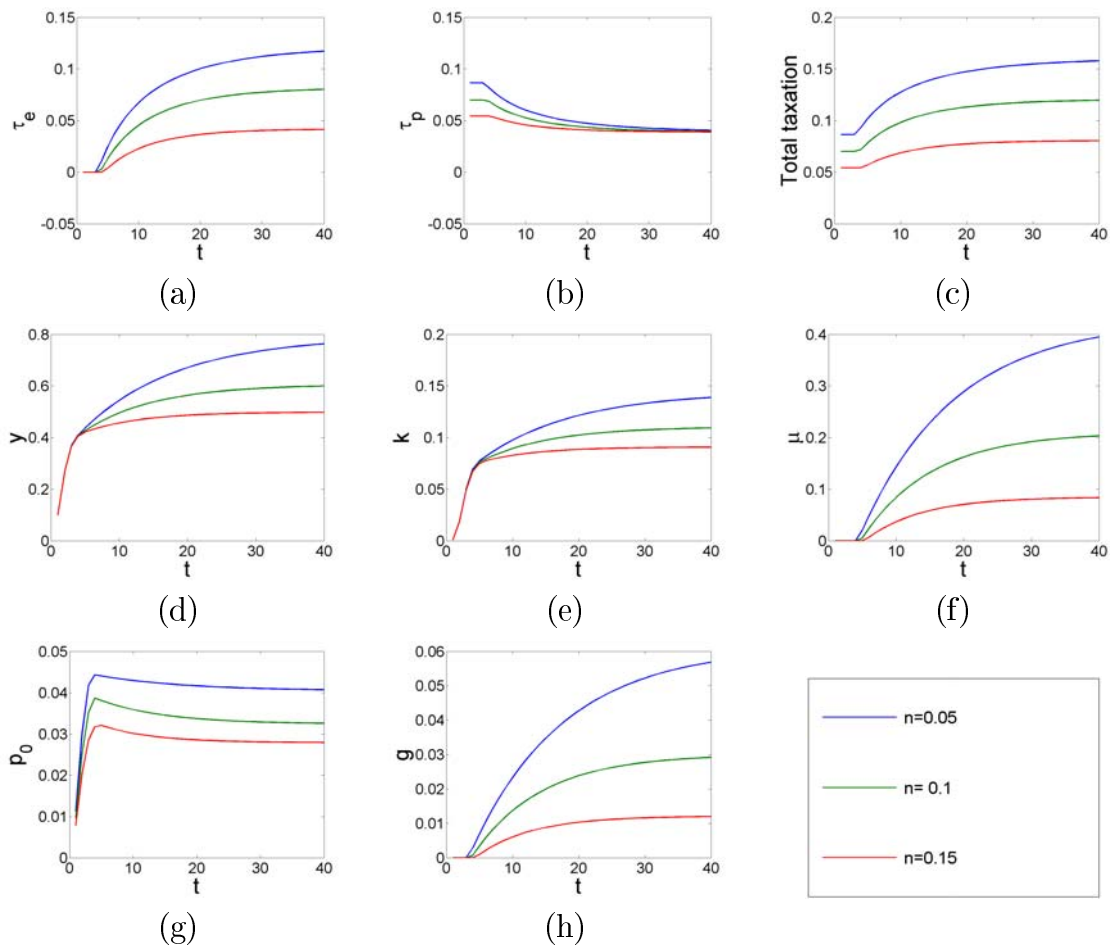 0.15
0.1
0.05
0
-0.05
τe
0 10 20 30 40
t
(a)
0.15
0.1
0.05
0
-0.05
τp
0 10 20 30 40
t
(b)
0.2
0.15
0.1
0.05
0
Total taxation
0 10 20 30 40
t
(c)
0.8
0.6
0.4
0.2
0
y
0 10 20 30 40
t
(d)
0.2
0.15
0.1
0.05
0
k
0 10 20 30 40
t
(e)
0.4
0.3
0.2
0.1
0
μ
0 10 20 30 40
t
(f)
0.05
0.04
0.03
0.02
0.01
0
p0
0 10 20 30 40
t
(g)
0.06
0.05
0.04
0.03
0.02
0.01
0
g
0 10 20 30 40
t
(h)
n=0.05
n= 0.1
n=0.15